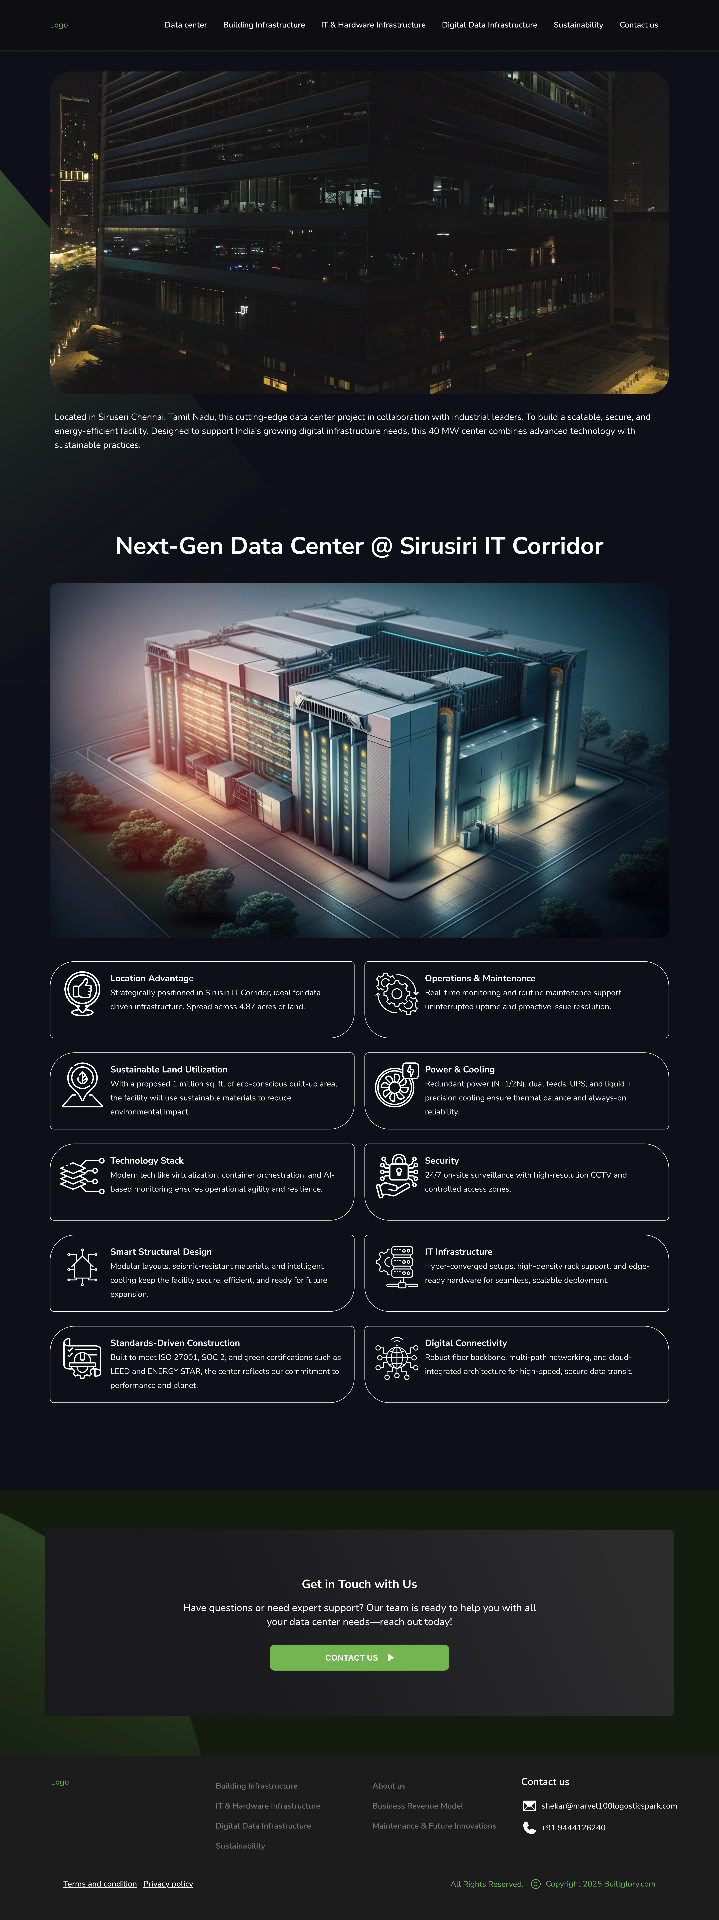 Logo
Data center
Building Infrastructure
IT & Hardware Infrastructure
Digital Data Infrastructure
Sustainability
Contact us
Located in Siruseri Chennai, Tamil Nadu, this cutting-edge data center project in collaboration with industrial leaders. To build a scalable, secure, and
energy-efficient facility. Designed to support India's growing digital infrastructure needs, this 40 MW center combines advanced technology with
sustainable practices.
Next-Gen Data Center @ Sirusiri IT Corridor
Location Advantage
Strategically positioned in Sirusiri IT Corridor, ideal for data
driven infrastructure. Spread across 4.87 acres of land.
Operations & Maintenance
Real-time monitoring and routine maintenance support
uninterrupted uptime and proactive issue resolution.
Sustainable Land Utilization
With a proposed 1 million sq. ft. of eco-conscious built-up area,
the facility will use sustainable materials to reduce
environmental impact.
Power & Cooling
Redundant power (N+1/2N), dual feeds, UPS, and liquid +
precision cooling ensure thermal balance and always-on
reliability.
Technology Stack
Modern tech like virtualization, container orchestration, and AI-
based monitoring ensures operational agility and resilience.
Security
24/7 on-site surveillance with high-resolution CCTV and
controlled access zones.
Smart Structural Design
Modular layouts, seismic-resistant materials, and intelligent
cooling keep the facility secure, efficient, and ready for future
expansion.
IT Infrastructure
Hyper-converged setups, high-density rack support, and edge-
ready hardware for seamless, scalable deployment.
Standards-Driven Construction
Built to meet ISO 27001, SOC 2, and green certifications such as
LEED and ENERGY STAR, the center reflects our commitment to
performance and planet.
Digital Connectivity
Robust fiber backbone, multi-path networking, and cloud-
integrated architecture for high-speed, secure data transit.
Get in Touch with Us
Have questions or need expert support? Our team is ready to help you with all
your data center needs—reach out today!
CONTACT US
Logo
Building Infrastructure
IT & Hardware Infrastructure
Digital Data Infrastructure
Sustainability
About us
Business Revenue Model
Maintenance & Future Innovations
Contact us
shekar@marvel100logosticspark.com
+91 9444126240
Terms and condition
Privacy policy
All Rights Reserved.
© Copyright 2025 Builtglory.com